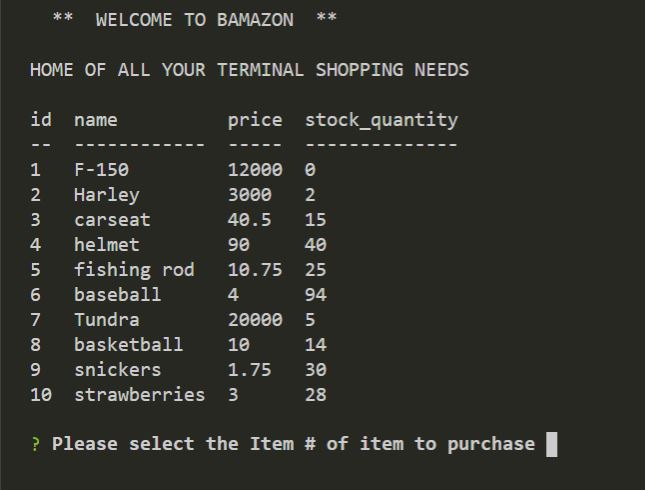 ** WELCOME TO BAMAZON **
HOME OF ALL YOUR TERMINAL SHOPPING NEEDS
id name price stock_quantity
-- ------------ ----- --------------
1 F-150 12000 0
2 Harley 3000 2
3 carseat 40.5 15
4 helmet 90 40
5 fishing rod 10.75 25
6 baseball 4 94
7 Tundra 20000 5
8 basketball 10 14
9 snickers 1.75 30
10 strawberries 3 28
? Please select the Item # of item to purchase